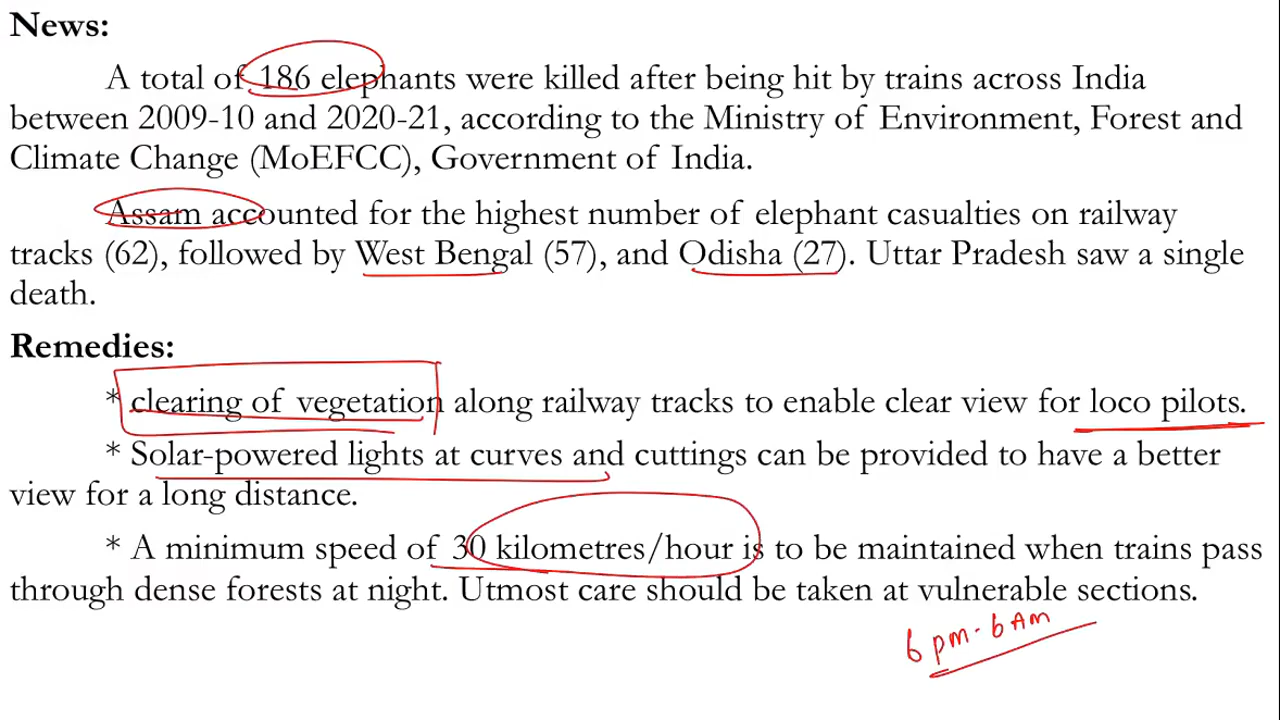 News:
A total of 186 elephants were killed after being hit by trains across India
between 2009-10 and 2020-21, according to the Ministry of Environment, Forest and
Climate Change (MoEFCC), Government of India.
Assam accounted for the highest number of elephant casualties on railway
tracks (62), followed by West Bengal (57), and Odisha (27). Uttar Pradesh saw a single
death.
Remedies:
* clearing of vegetation along railway tracks to enable clear view for loco pilots.
* Solar-powered lights at curves and cuttings can be provided to have a better
view for a long distance.
* A minimum speed of 30 kilometres/hour is to be maintained when trains pass
through dense forests at night. Utmost care should be taken at vulnerable sections.
6 pm - 6 Am